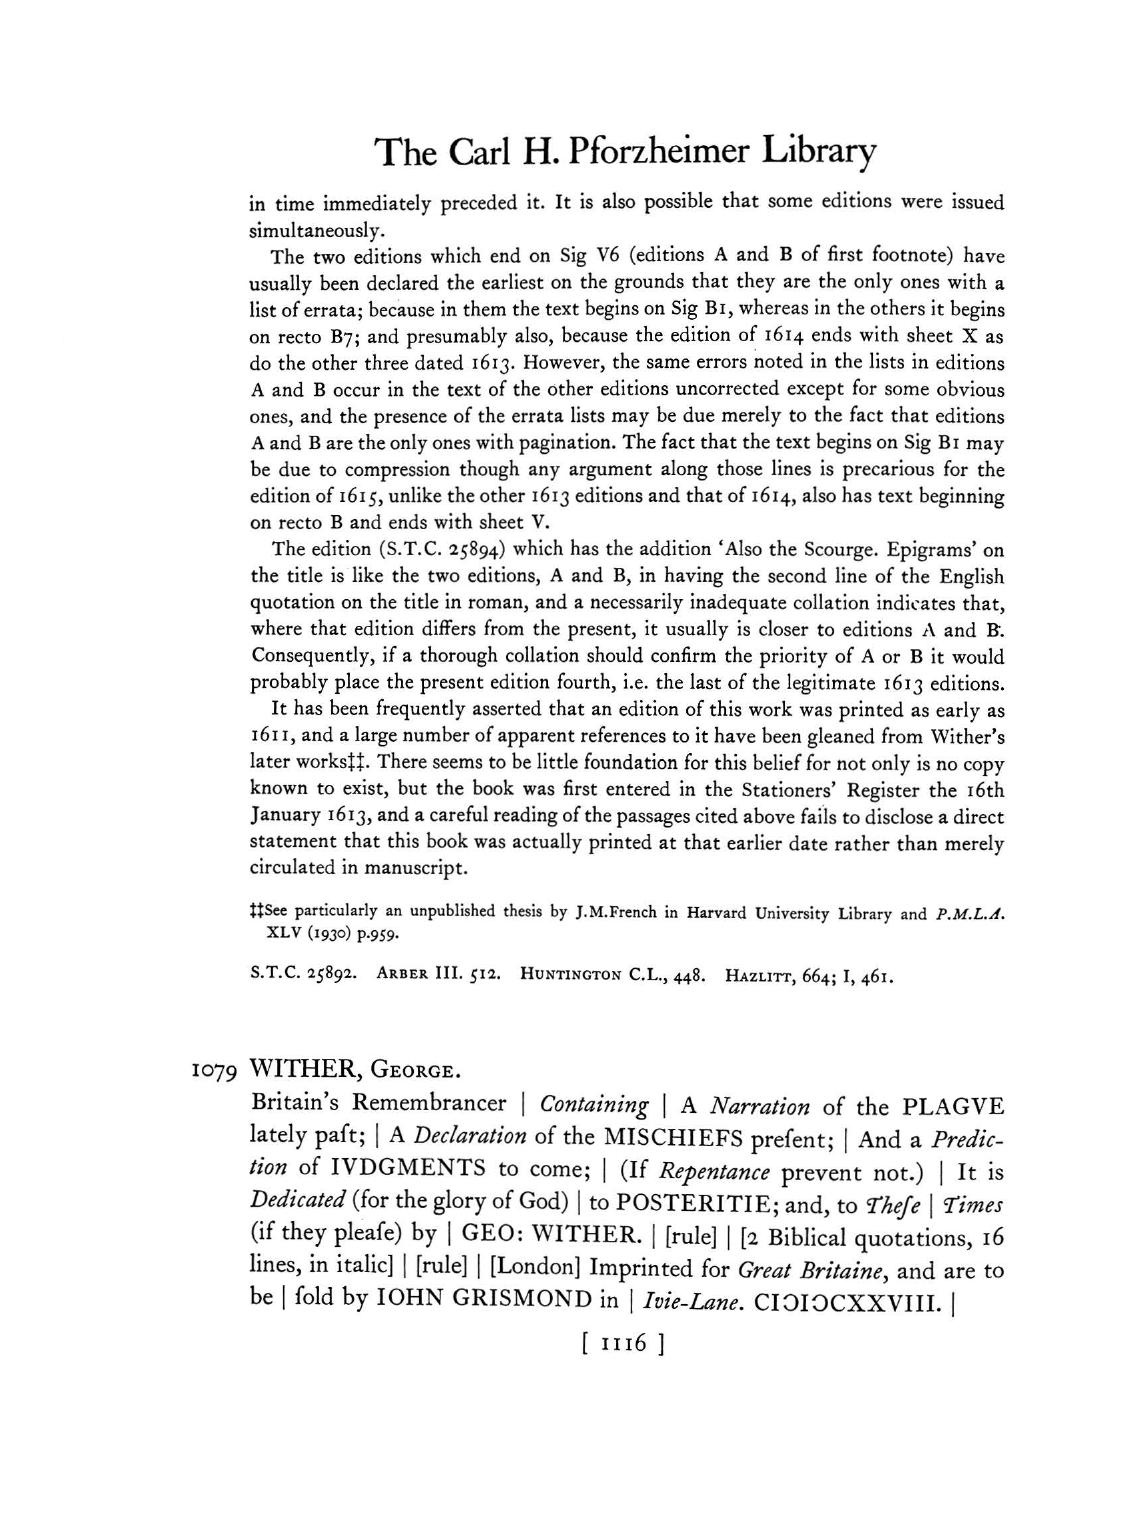 The Carl H. Pforzheimer Library
in time immediately preceded it. It is also possible that some editions were issued
simultaneously.
The two editions which end on Sig V6 (editions A and B of first footnote) have
usually been declared the earliest on the grounds that they are the only ones with a
list of errata; because in them the text begins on Sig B1, whereas in the others it begins
on recto B7; and presumably also, because the edition of 1614 ends with sheet X as
do the other three dated 1613. However, the same errors noted in the lists in editions
A and B occur in the text of the other editions uncorrected except for some obvious
ones, and the presence of the errata lists may be due merely to the fact that editions
A and B are the only ones with pagination. The fact that the text begins on Sig B1 may
be due to compression though any argument along those lines is precarious for the
edition of 1615, unlike the other 1613 editions and that of 1614, also has text beginning
on recto B and ends with sheet V.
The edition (S.T.C. 25894) which has the addition ‘Also the Scourge. Epigrams’ on
the title is like the two editions, A and B, in having the second line of the English
quotation on the title in roman, and a necessarily inadequate collation indicates that,
where that edition differs from the present, it usually is closer to editions A and B.
Consequently, if a thorough collation should confirm the priority of A or B it would
probably place the present edition fourth, i.e. the last of the legitimate 1613 editions.
It has been frequently asserted that an edition of this work was printed as early as
1611, and a large number of apparent references to it have been gleaned from Wither’s
later works‡‡. There seems to be little foundation for this belief for not only is no copy
known to exist, but the book was first entered in the Stationers’ Register the 16th
January 1613, and a careful reading of the passages cited above fails to disclose a direct
statement that this book was actually printed at that earlier date rather than merely
circulated in manuscript.
‡‡See particularly an unpublished thesis by J.M.French in Harvard University Library and P.M.L.A.
XLV (1930) p.959.
S.T.C. 25892. Arber III. 512. Huntington C.L., 448. Hazlitt, 664; I, 461.
1079 WITHER, George.
Britain’s Remembrancer | Containing | A Narration of the PLAGVE
lately paſt; | A Declaration of the MISCHIEFS preſent; | And a Predic-
tion of IVDGMENTS to come; | (If Repentance prevent not.) | It is
Dedicated (for the glory of God) | to POSTERITIE; and, to Theſe | Times
(if they pleaſe) by | GEO: WITHER. | [rule] | [2 Biblical quotations, 16
lines, in italic] | [rule] | [London] Imprinted for Great Britaine, and are to
be | ſold by IOHN GRISMOND in | Ivie-Lane. CIↃIↃCXXVIII. |
[ 1116 ]